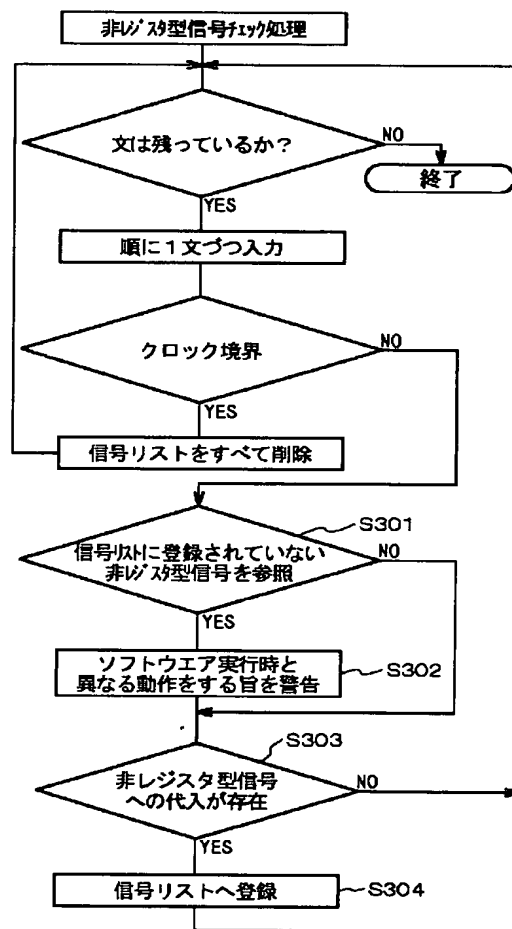 非レジスタ型信号チェック処理
文は残っているか？
NO
終了
YES
順に１文づつ入力
クロック境界
NO
YES
信号リストをすべて削除
S301
信号リストに登録されていない
非レジスタ型信号を参照
NO
YES
ソフトウエア実行時と
異なる動作をする旨を警告
S302
S303
非レジスタ型信号
への代入が存在
NO
YES
信号リストへ登録
S304